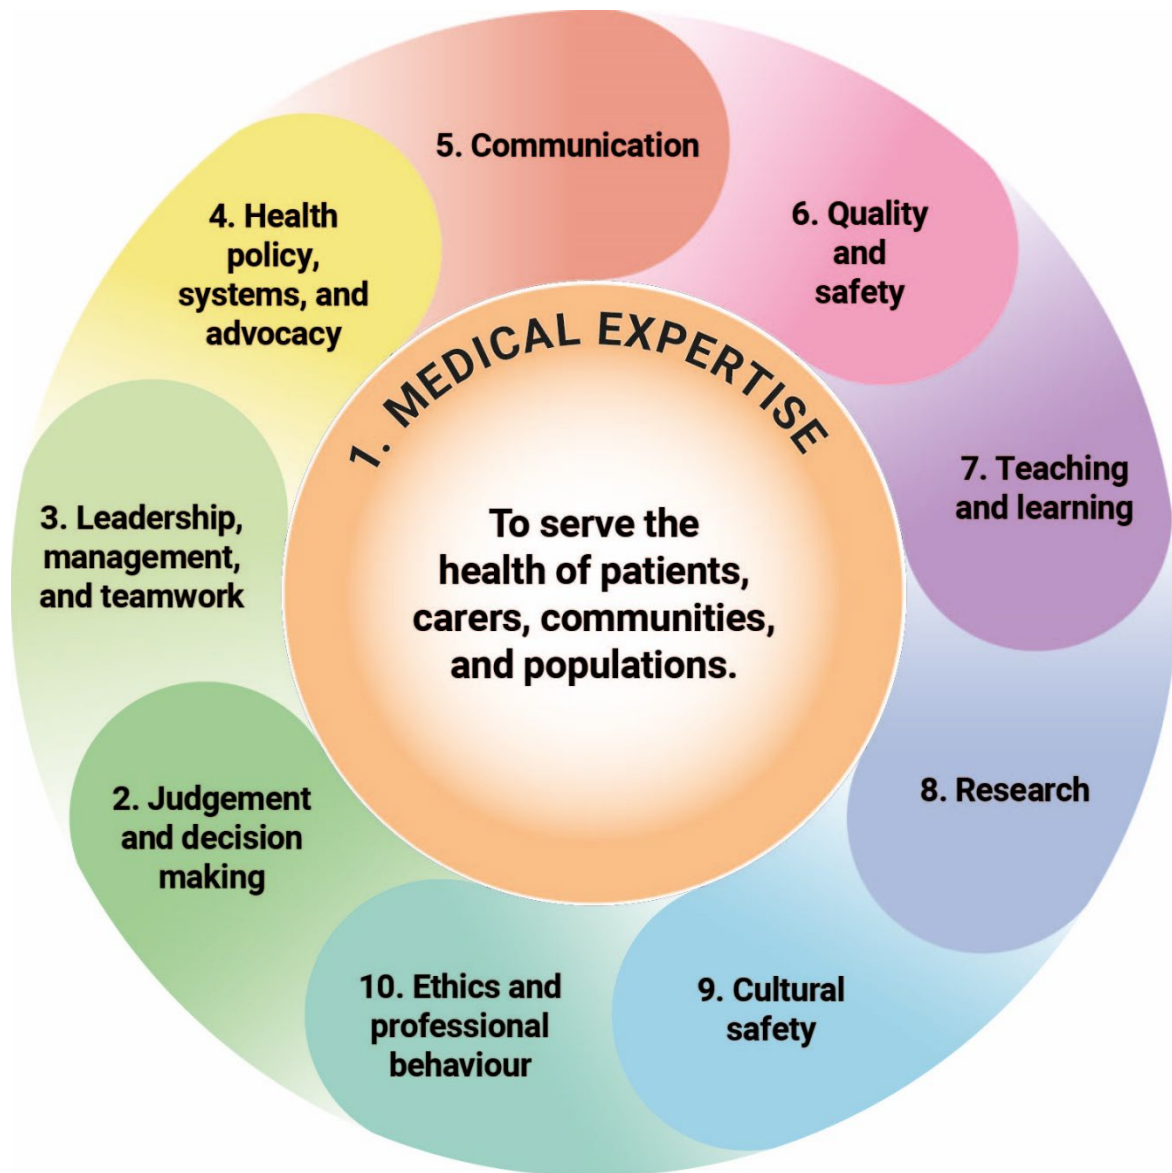 1. MEDICAL EXPERTISE
To serve the
health of patients,
carers, communities,
and populations.
2. Judgement
and decision
making
3. Leadership,
management,
and teamwork
4. Health
policy,
systems, and
advocacy
5. Communication
6. Quality
and
safety
7. Teaching
and learning
8. Research
9. Cultural
safety
10. Ethics and
professional
behaviour